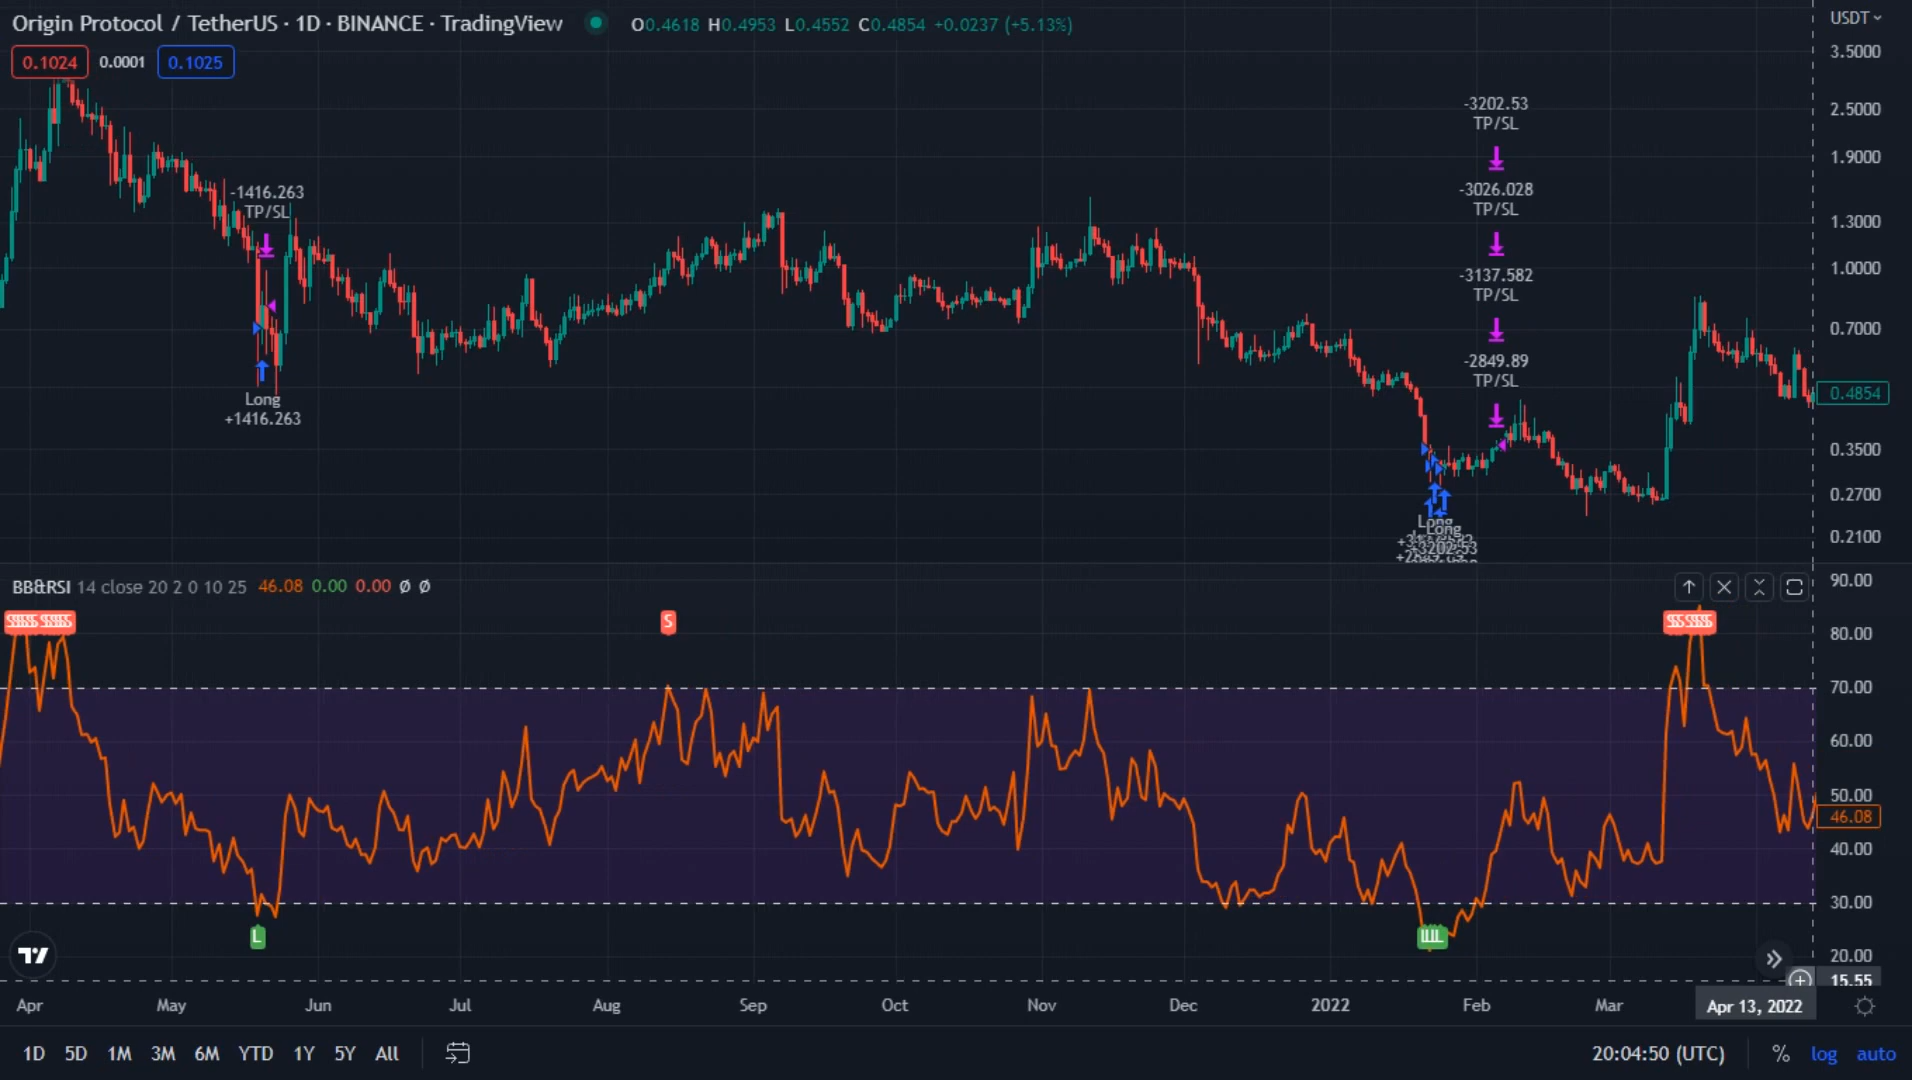 Origin Protocol / TetherUS · 1D · BINANCE · TradingView O0.4618 H0.4953 L0.4552 C0.4854 +0.0237 (+5.13%)
USDT
0.1024 0.0001 0.1025
3.5000
2.5000
1.9000
1.3000
1.0000
0.7000
0.4854
0.3500
0.2700
0.2100
-1416.263
TP/SL
Long
+1416.263
-3202.53
TP/SL
-3026.028
TP/SL
-3137.582
TP/SL
-2849.89
TP/SL
Long
Long
+3202.53
BB&RSI 14 close 20 2 0 10 25 46.08 0.00 0.00 Ø Ø
S
L
90.00
80.00
70.00
60.00
50.00
46.08
40.00
30.00
20.00
15.55
Apr May Jun Jul Aug Sep Oct Nov Dec 2022 Feb Mar Apr 13, 2022
1D 5D 1M 3M 6M YTD 1Y 5Y All 20:04:50 (UTC) % log auto